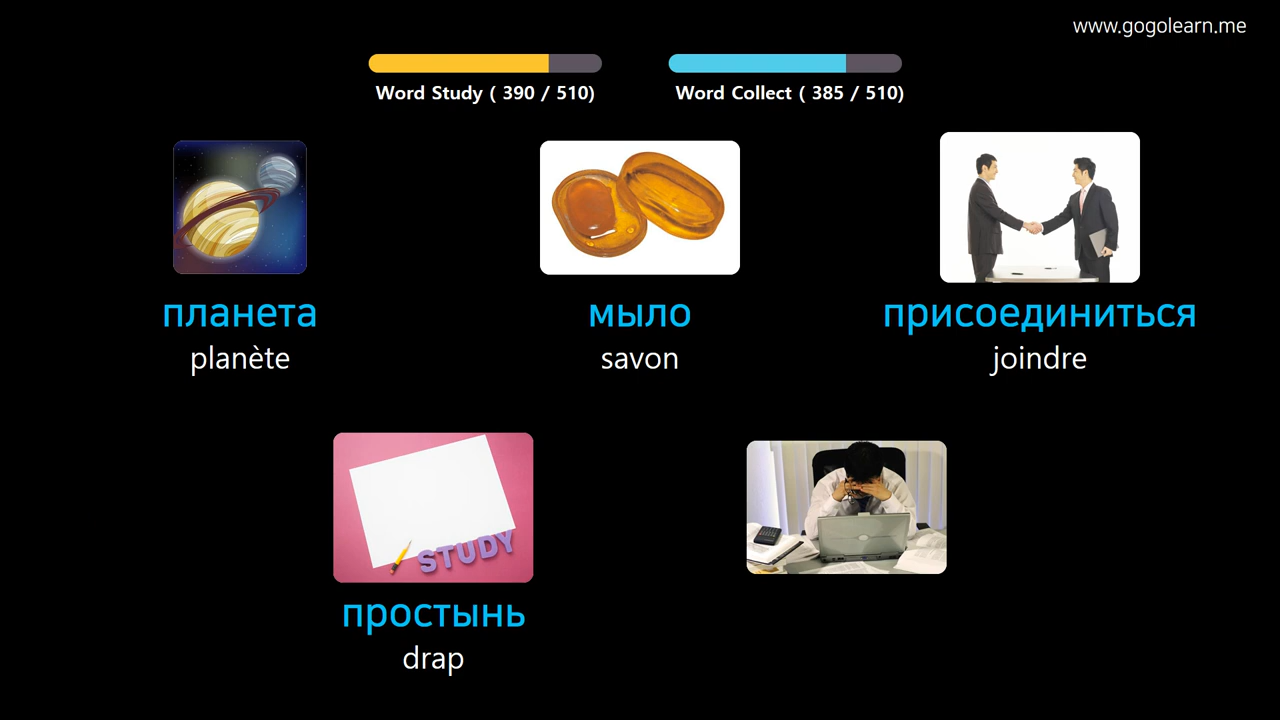 www.gogolearn.me
Word Study ( 390 / 510)
Word Collect ( 385 / 510)
планета
planète
мыло
savon
присоединиться
joindre
STUDY
простынь
drap